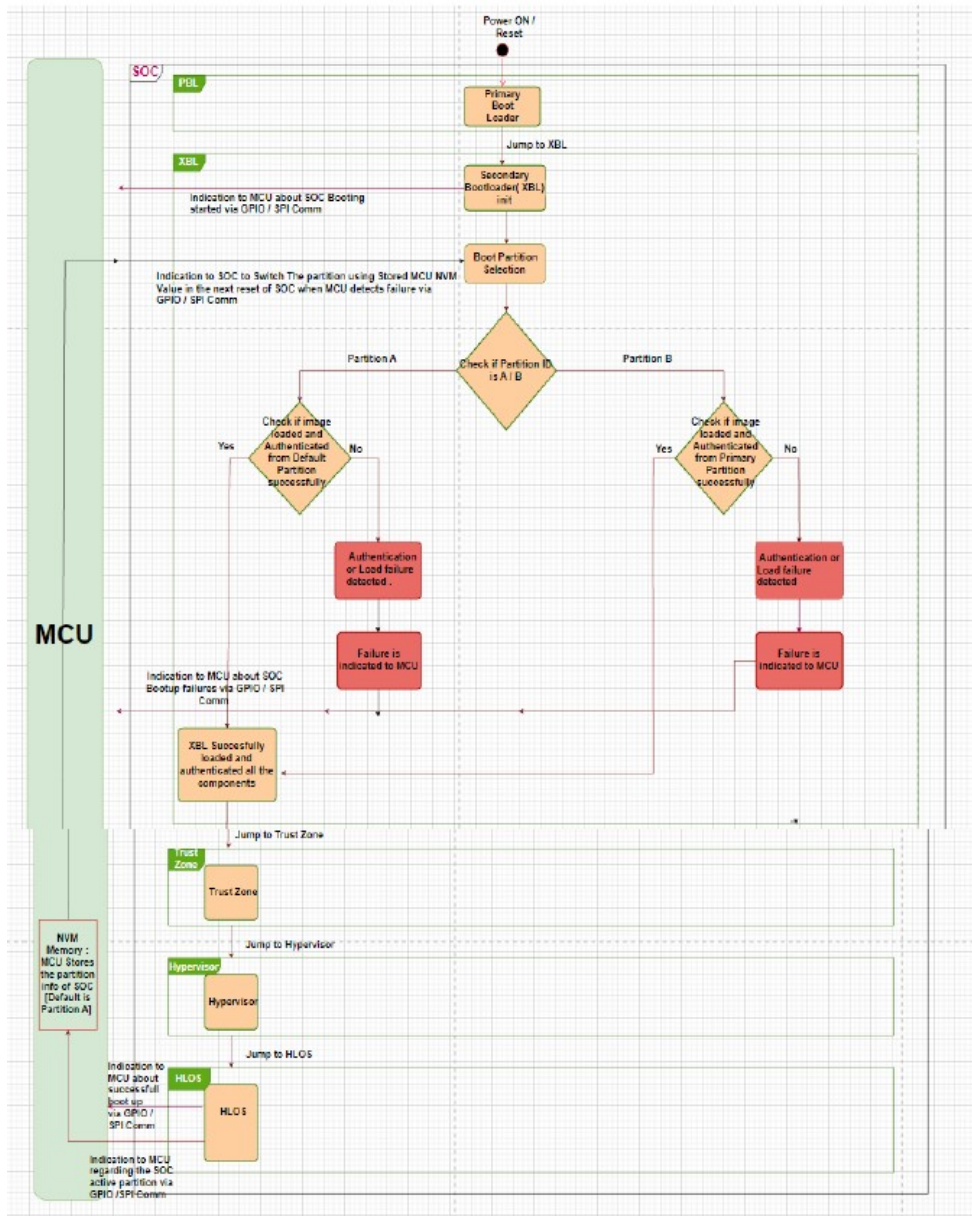 Power ON /
Reset
SOC
PBL
Primary
Boot
Loader
Jump to XBL
XBL
Secondary
Bootloader( XBL)
init
Indication to MCU about SOC Booting
started via GPIO / SPI Comm
Boot Partition
Selection
Indication to SOC to Switch The partition using Stored MCU NVM
Value in the next reset of SOC when MCU detects failure via
GPIO / SPI Comm
Partition A
Check if Partition ID
is A / B
Partition B
Check if image
loaded and
Authenticated
from Default
Partition
successfully
Yes
No
Check if image
loaded and
Authenticated
from Primary
Partition
successfully
Yes
No
Authentication
or Load failure
detected .
Authentication or
Load failure
detected
MCU
Failure is
indicated to MCU
Failure is
indicated to MCU
Indication to MCU about SOC
Bootup failures via GPIO / SPI
Comm
XBL Succesfully
loaded and
authenticated all the
components
Jump to Trust Zone
Trust
Zone
Trust Zone
NVM
Memory :
MCU Stores
the partition
info of SOC
[Default is
Partition A]
Jump to Hypervisor
Hypervisor
Hypervisor
Jump to HLOS
Indication to
MCU about
successfull
boot up
via GPIO /
SPI Comm
HLOS
HLOS
Indication to MCU
regarding the SOC
active partition via
GPIO /SPI Comm